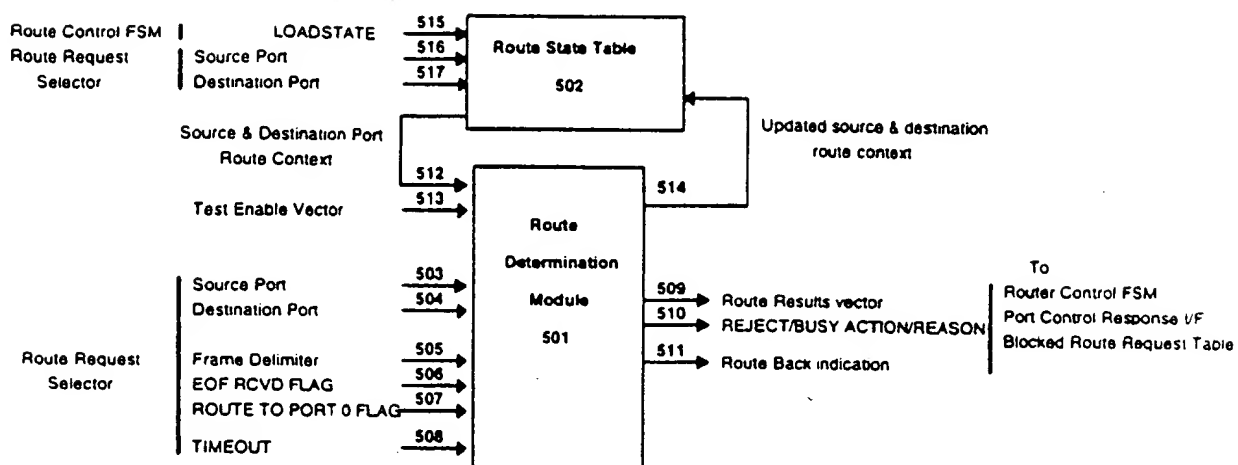 Route Control FSM | LOADSTATE 515
Route Request Selector | Source Port 516
Destination Port 517
Route State Table
502
Source & Destination Port
Route Context
512
Updated source & destination
route context
514
Test Enable Vector 513
Route
Determination
Module
501
Route Request
Selector
Source Port 503
Destination Port 504
Frame Delimiter 505
EOF RCVD FLAG 506
ROUTE TO PORT 0 FLAG 507
TIMEOUT 508
509 Route Results vector
510 REJECT/BUSY ACTION/REASON
511 Route Back indication
To
Router Control FSM
Port Control Response I/F
Blocked Route Request Table